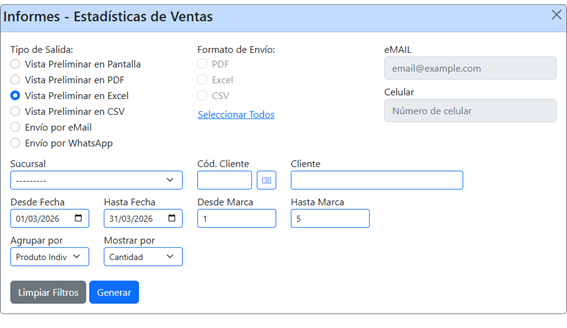 Informes - Estadísticas de Ventas
Tipo de Salida:
Vista Preliminar en Pantalla
Vista Preliminar en PDF
Vista Preliminar en Excel
Vista Preliminar en CSV
Envío por eMail
Envío por WhatsApp
Formato de Envío:
PDF
Excel
CSV
Seleccionar Todos
eMAIL
email@example.com
Celular
Número de celular
Sucursal
---------
Cód. Cliente
Cliente
Desde Fecha
01/03/2026
Hasta Fecha
31/03/2026
Desde Marca
1
Hasta Marca
5
Agrupar por
Produto Indiv
Mostrar por
Cantidad
Limpiar Filtros
Generar